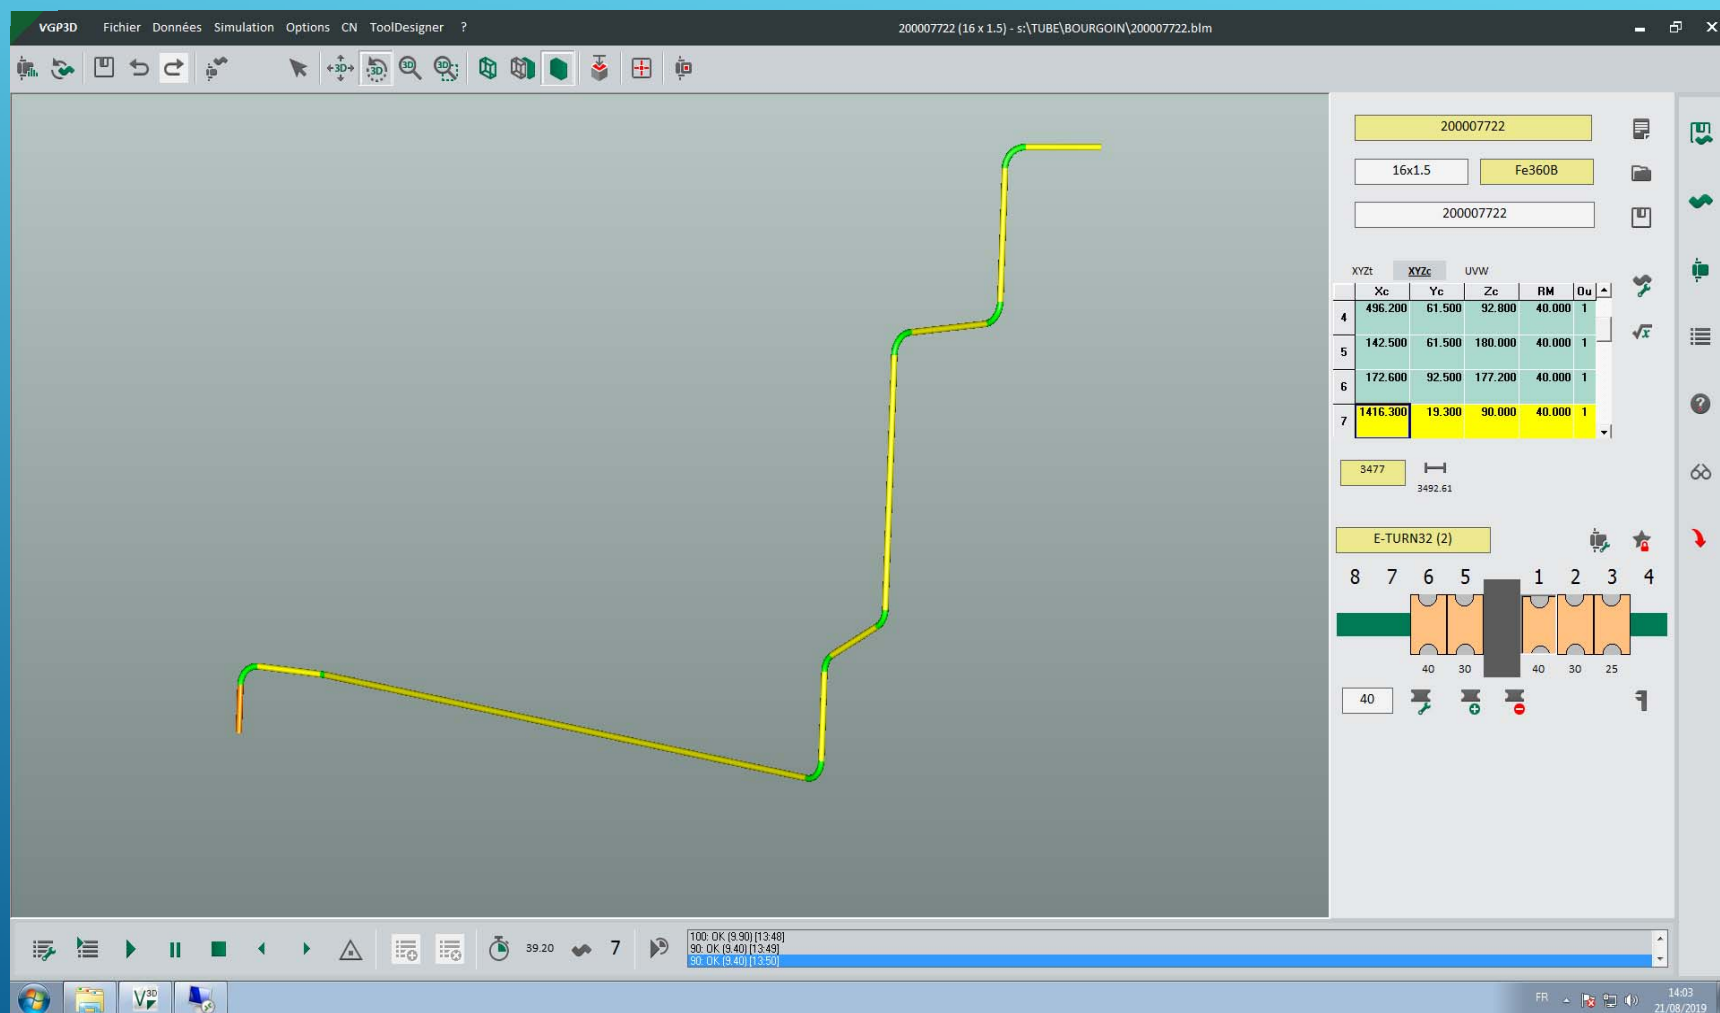 VGP3D Fichier Données Simulation Options CN ToolDesigner ? 200007722 (16 x 1.5) - s:\TUBE\BOURGOIN\200007722.blm
3D 3D 3D 3D
200007722
16x1.5 Fe360B
200007722
XYZt XYZc UVW
Xc Yc Zc RM Ou
4 496.200 61.500 92.800 40.000 1
5 142.500 61.500 180.000 40.000 1
6 172.600 92.500 177.200 40.000 1
7 1416.300 19.300 90.000 40.000 1
√x
3477
3492.61
E-TURN32 (2)
8 7 6 5 1 2 3 4
40 30 40 30 25
40
39.20 7
100: OK (9.90) [13:48]
90: OK (9.40) [13:49]
90: OK (9.40) [13:50]
V3D
FR
14:03
21/08/2019